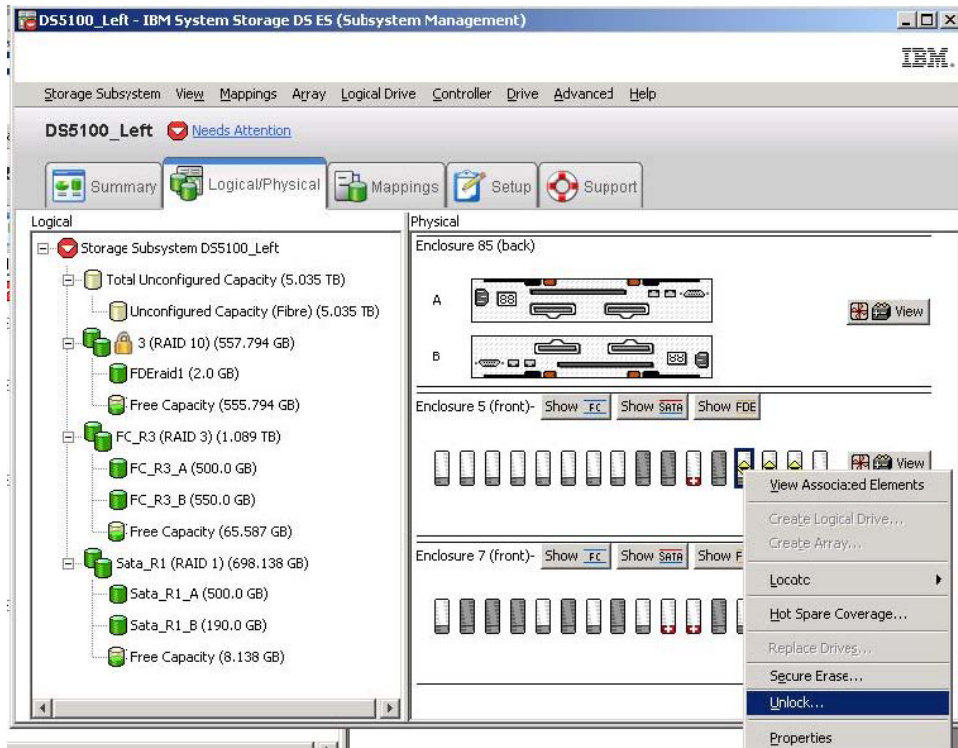 DS5100_Left - IBM System Storage DS ES (Subsystem Management)
IBM.
Storage Subsystem View Mappings Array Logical Drive Controller Drive Advanced Help
DS5100_Left Needs Attention
Summary Logical/Physical Mappings Setup Support
Logical
Storage Subsystem DS5100_Left
Total Unconfigured Capacity (5.035 TB)
Unconfigured Capacity (Fibre) (5.035 TB)
3 (RAID 10) (557.794 GB)
FDEraid1 (2.0 GB)
Free Capacity (555.794 GB)
FC_R3 (RAID 3) (1.089 TB)
FC_R3_A (500.0 GB)
FC_R3_B (550.0 GB)
Free Capacity (65.587 GB)
Sata_R1 (RAID 1) (698.138 GB)
Sata_R1_A (500.0 GB)
Sata_R1_B (190.0 GB)
Free Capacity (8.138 GB)
Physical
Enclosure 85 (back)
A
88
View
B
88
Enclosure 5 (front)- Show FC Show SATA Show FDE
View
Enclosure 7 (front)- Show FC Show SATA Show F
View Associated Elements
Create Logical Drive...
Create Array...
Locate
Hot Spare Coverage...
Replace Drives...
Secure Erase...
Unlock...
Properties